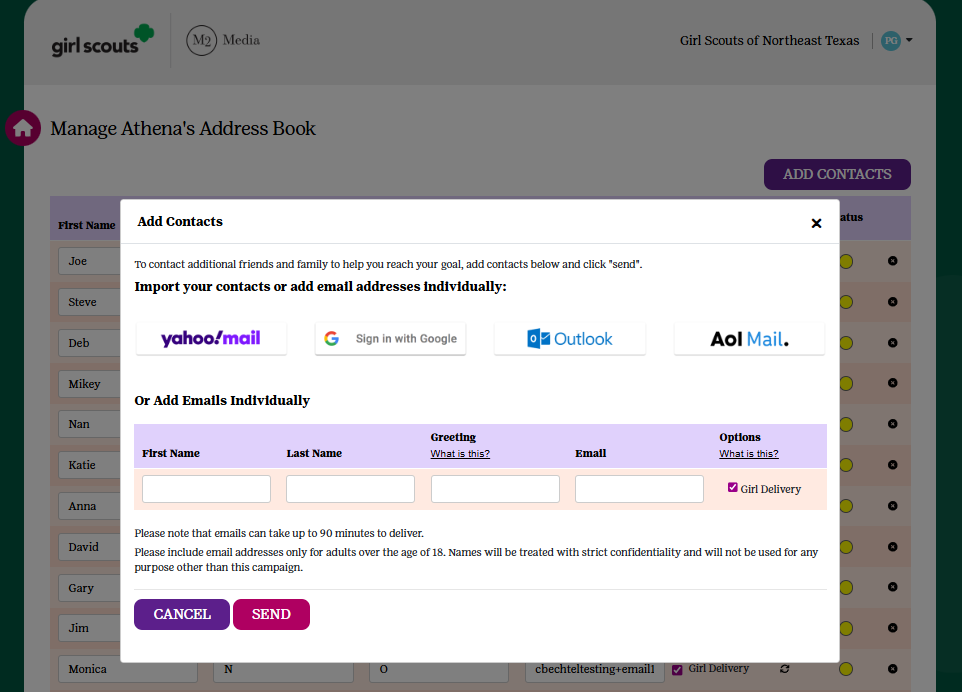 girl scouts
M2 Media
Girl Scouts of Northeast Texas
PG
Manage Athena's Address Book
ADD CONTACTS
First Name
atus
Add Contacts
To contact additional friends and family to help you reach your goal, add contacts below and click "send".
Import your contacts or add email addresses individually:
yahoo!mail
G Sign in with Google
Outlook
Aol Mail.
Or Add Emails Individually
First Name Last Name Greeting Email Options
What is this? What is this?
Girl Delivery
Please note that emails can take up to 90 minutes to deliver.
Please include email addresses only for adults over the age of 18. Names will be treated with strict confidentiality and will not be used for any
purpose other than this campaign.
CANCEL SEND
Joe
Steve
Deb
Mikey
Nan
Katie
Anna
David
Gary
Jim
Monica N O cbechteltesting+email1 Girl Delivery